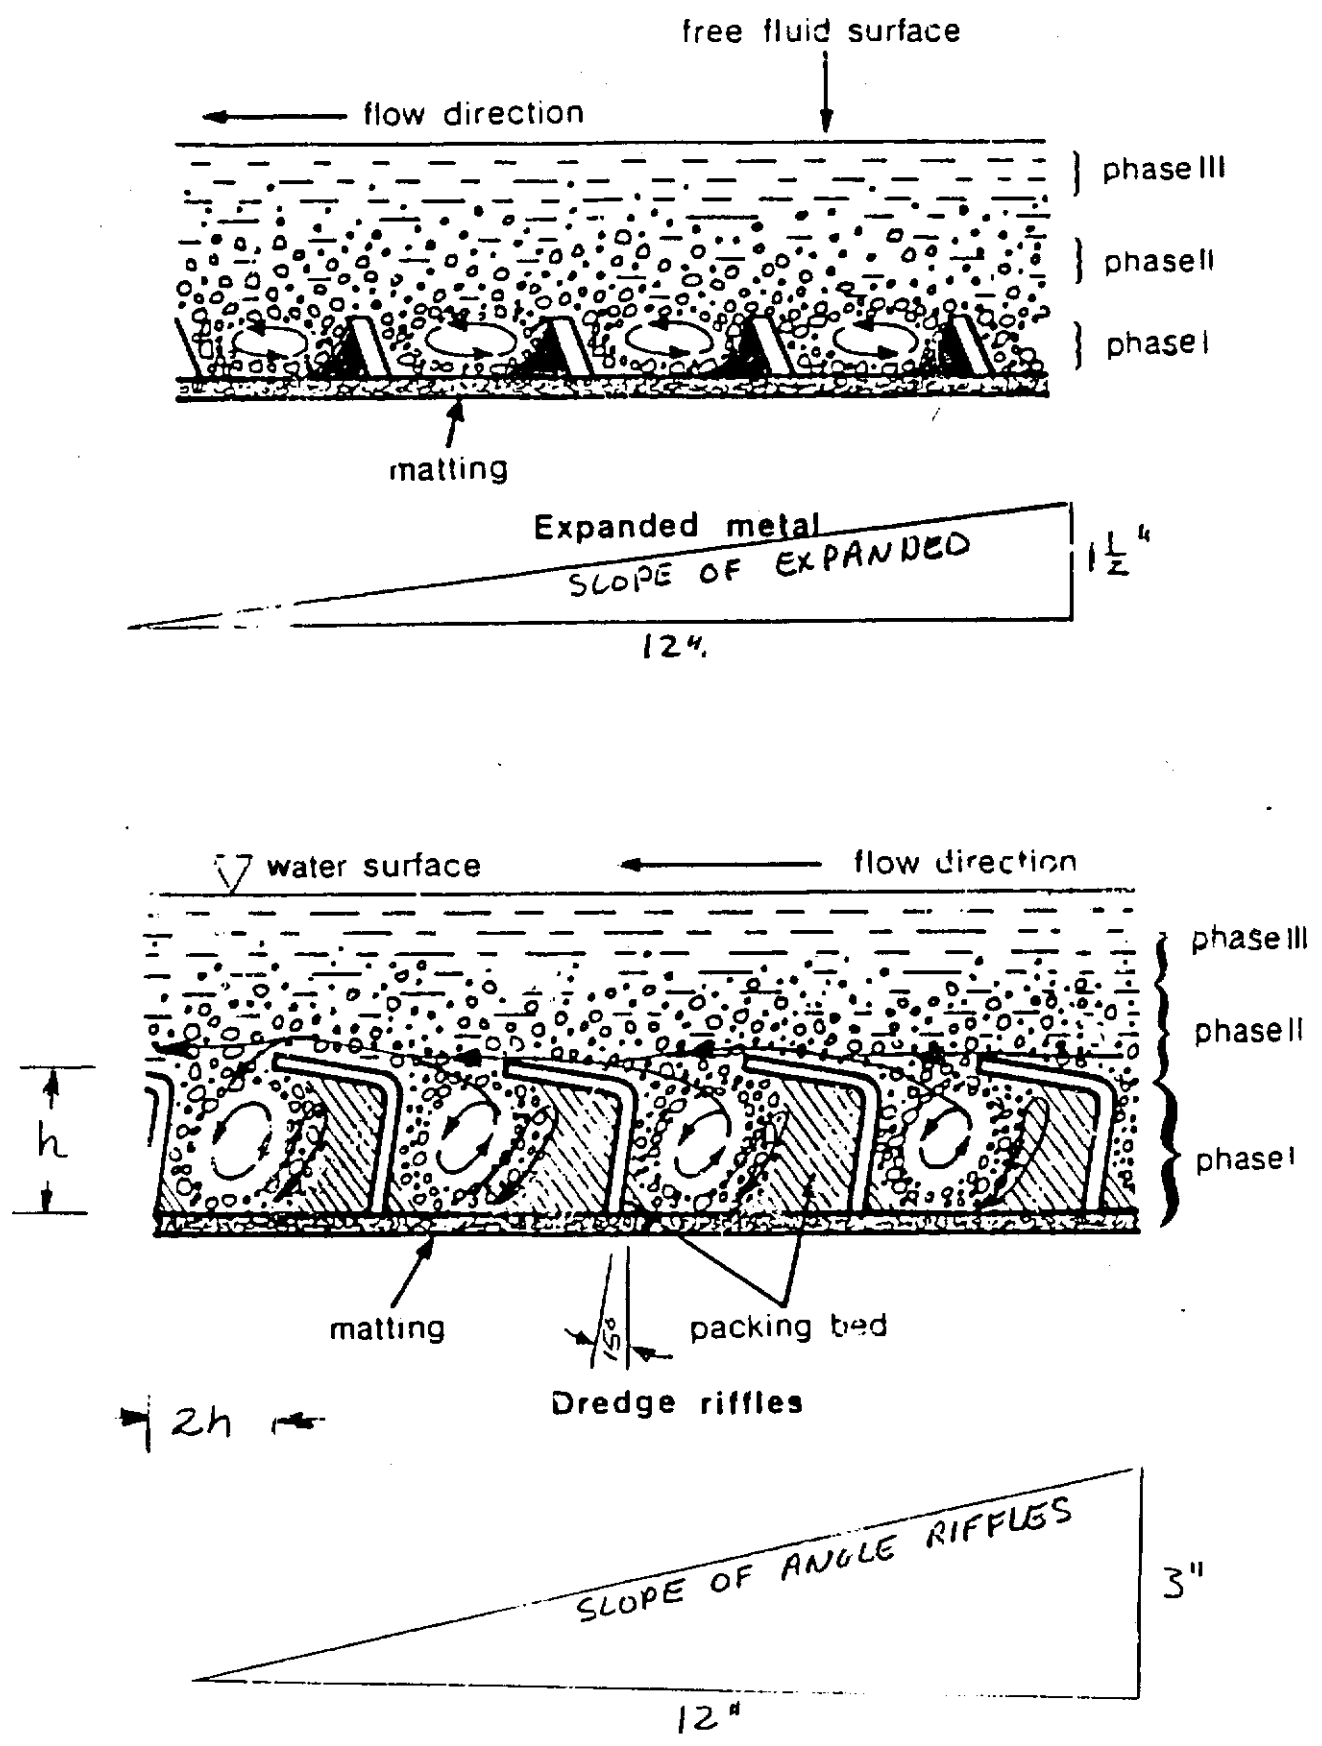 free fluid surface
flow direction
phase III
phase II
phase I
matting
Expanded metal
SLOPE OF EXPANDED
1 1/2 "
12".
water surface
flow direction
phase III
phase II
h
phase I
matting
15°
packing bed
Dredge riffles
2h
SLOPE OF ANGLE RIFFLES
3"
12"